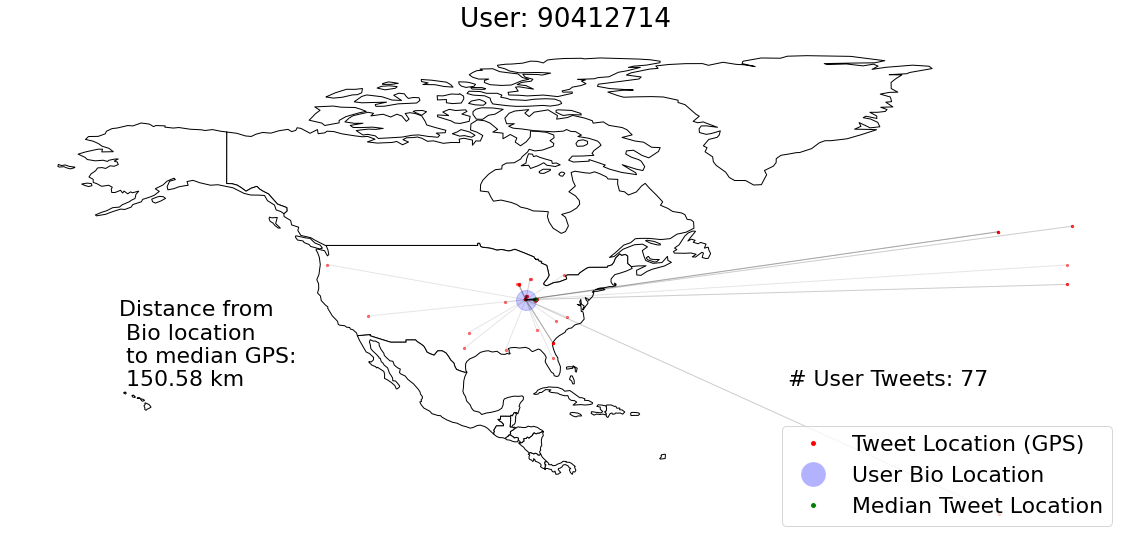 User: 90412714
Distance from
Bio location
to median GPS:
150.58 km
# User Tweets: 77
Tweet Location (GPS)
User Bio Location
Median Tweet Location